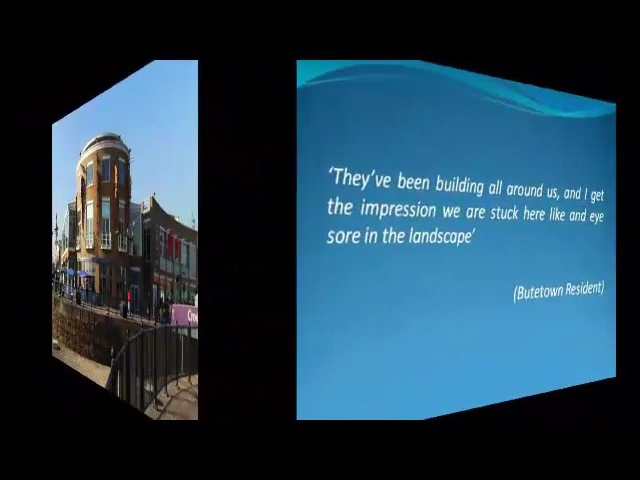 ‘They’ve been building all around us, and I get
the impression we are stuck here like and eye
sore in the landscape’
(Butetown Resident)